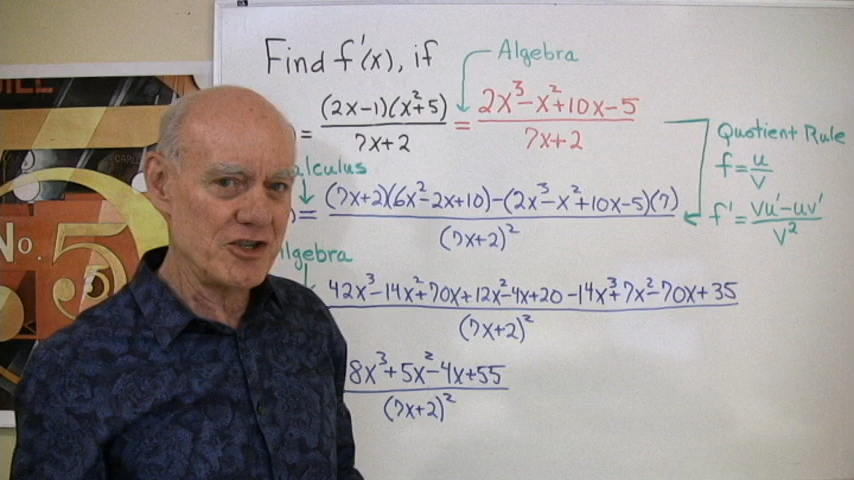 Find f'(x), if
Algebra
) = (2x-1)(x²+5) / 7x+2 = 2x³-x²+10x-5 / 7x+2
Quotient Rule
f = u/v
f' = vu'-uv' / v²
alculus
) = (7x+2)(6x²-2x+10)-(2x³-x²+10x-5)(7) / (7x+2)²
lgebra
42x³-14x²+70x+12x²-4x+20-14x³+7x²-70x+35 / (7x+2)²
8x³+5x²-4x+55 / (7x+2)²
No. 5